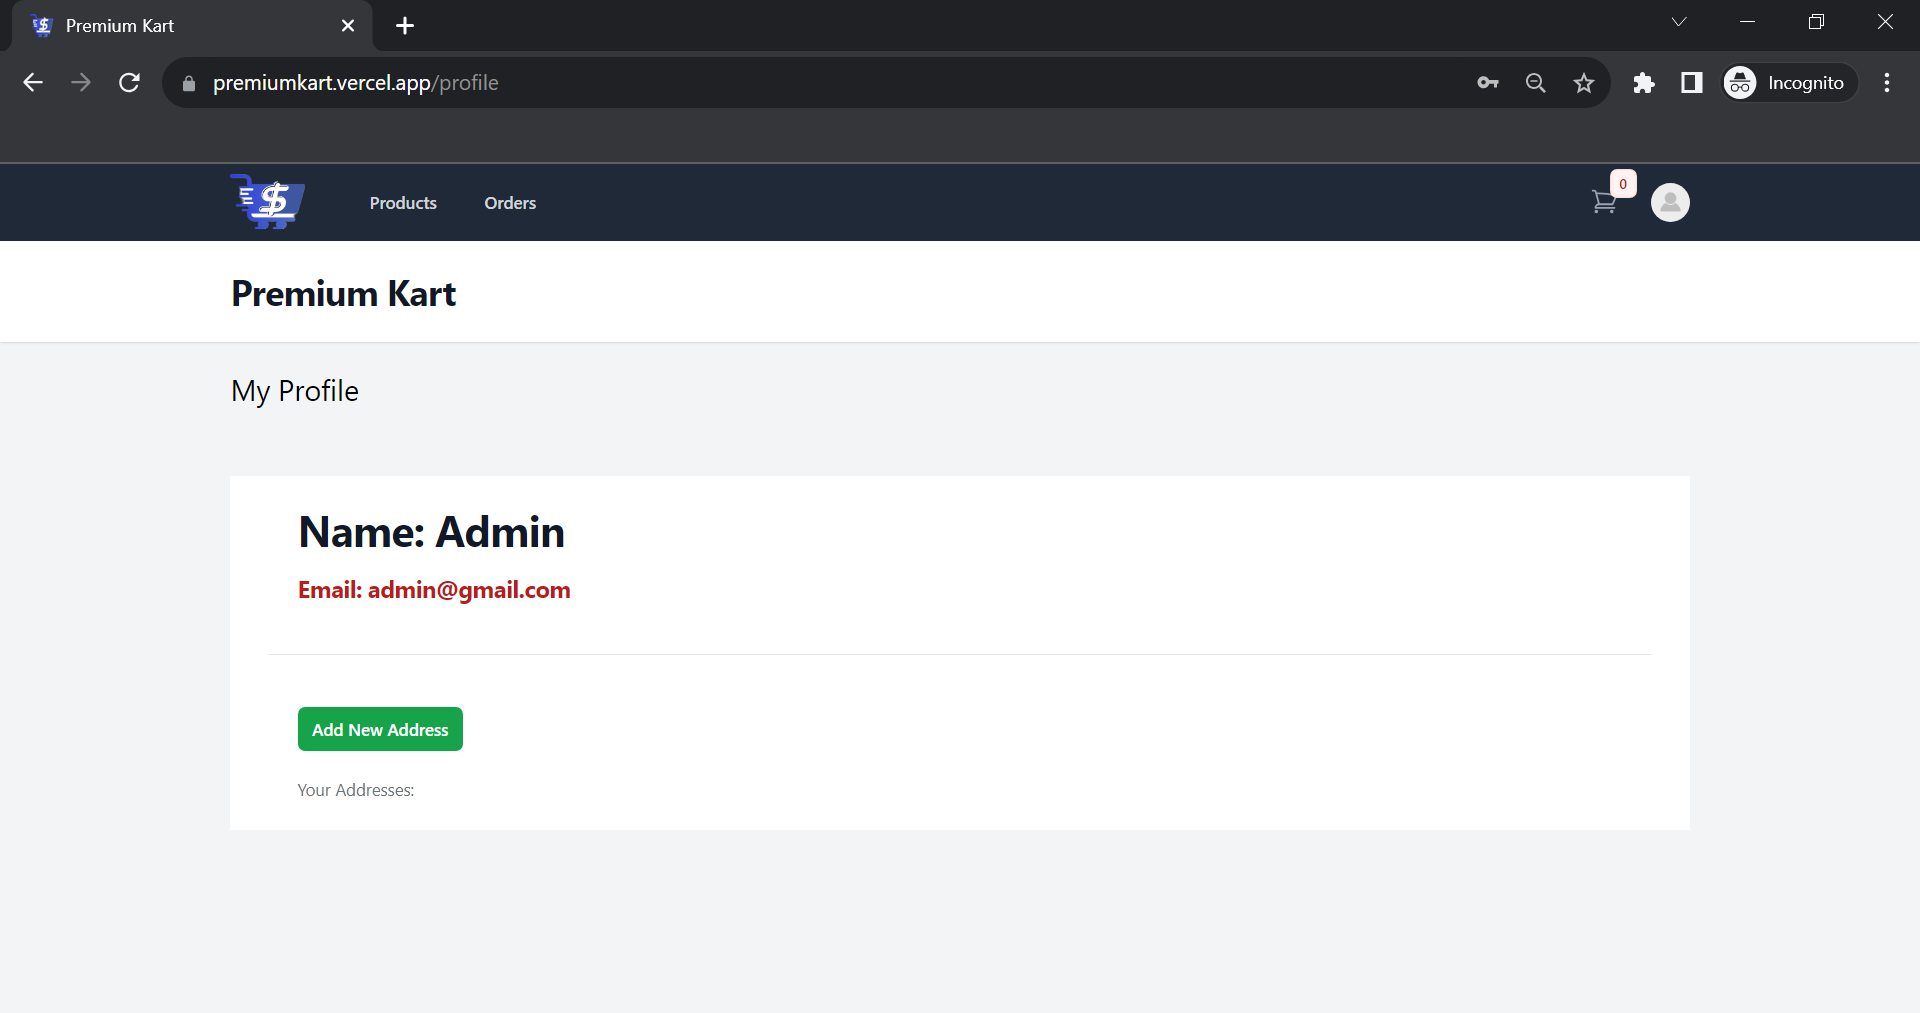 Premium Kart
premiumkart.vercel.app/profile
Incognito
$
Products
Orders
0
Premium Kart
My Profile
Name: Admin
Email: admin@gmail.com
Add New Address
Your Addresses: